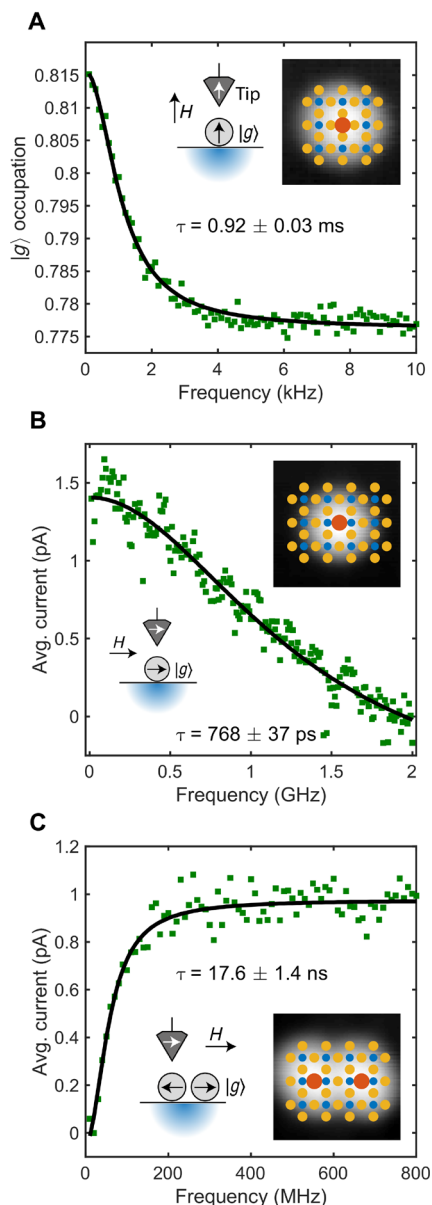 A
0.815
0.81
0.805
0.8
0.795
0.79
0.785
0.78
0.775
|g⟩ occupation
H
Tip
|g⟩
τ = 0.92 ± 0.03 ms
0 2 4 6 8 10
Frequency (kHz)
B
1.5
1
0.5
0
Avg. current (pA)
H
|g⟩
τ = 768 ± 37 ps
0 0.5 1 1.5 2
Frequency (GHz)
C
1.2
1
0.8
0.6
0.4
0.2
0
Avg. current (pA)
τ = 17.6 ± 1.4 ns
H
|g⟩
0 200 400 600 800
Frequency (MHz)